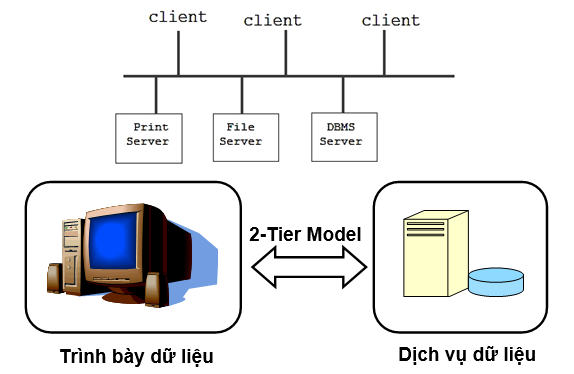 client client client
Print File DBMS
Server Server Server
2-Tier Model
Trình bày dữ liệu Dịch vụ dữ liệu